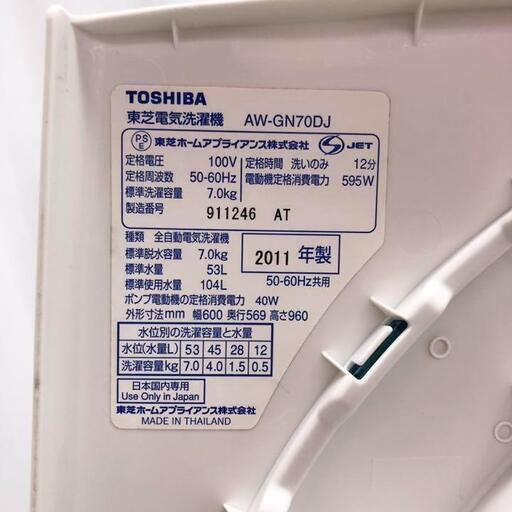 TOSHIBA
東芝電気洗濯機 AW-GN70DJ
PS E 東芝ホームアプライアンス株式会社 S JET
定格電圧 100V 定格時間 洗いのみ 12分
定格周波数 50-60Hz 電動機定格消費電力 595W
標準洗濯容量 7.0kg
製造番号 911246 AT
種類 全自動電気洗濯機
標準脱水容量 7.0kg 2011 年製
標準水量 53L
標準使用水量 104L 50-60Hz共用
ポンプ電動機の定格消費電力 40W
外形寸法mm 幅600 奥行569 高さ960
水位別の洗濯容量と水量
水位(水量L) 53 45 28 12
洗濯容量kg 7.0 4.0 1.5 0.5
日本国内専用
Use Only in Japan
東芝ホームアプライアンス株式会社
MADE IN THAILAND